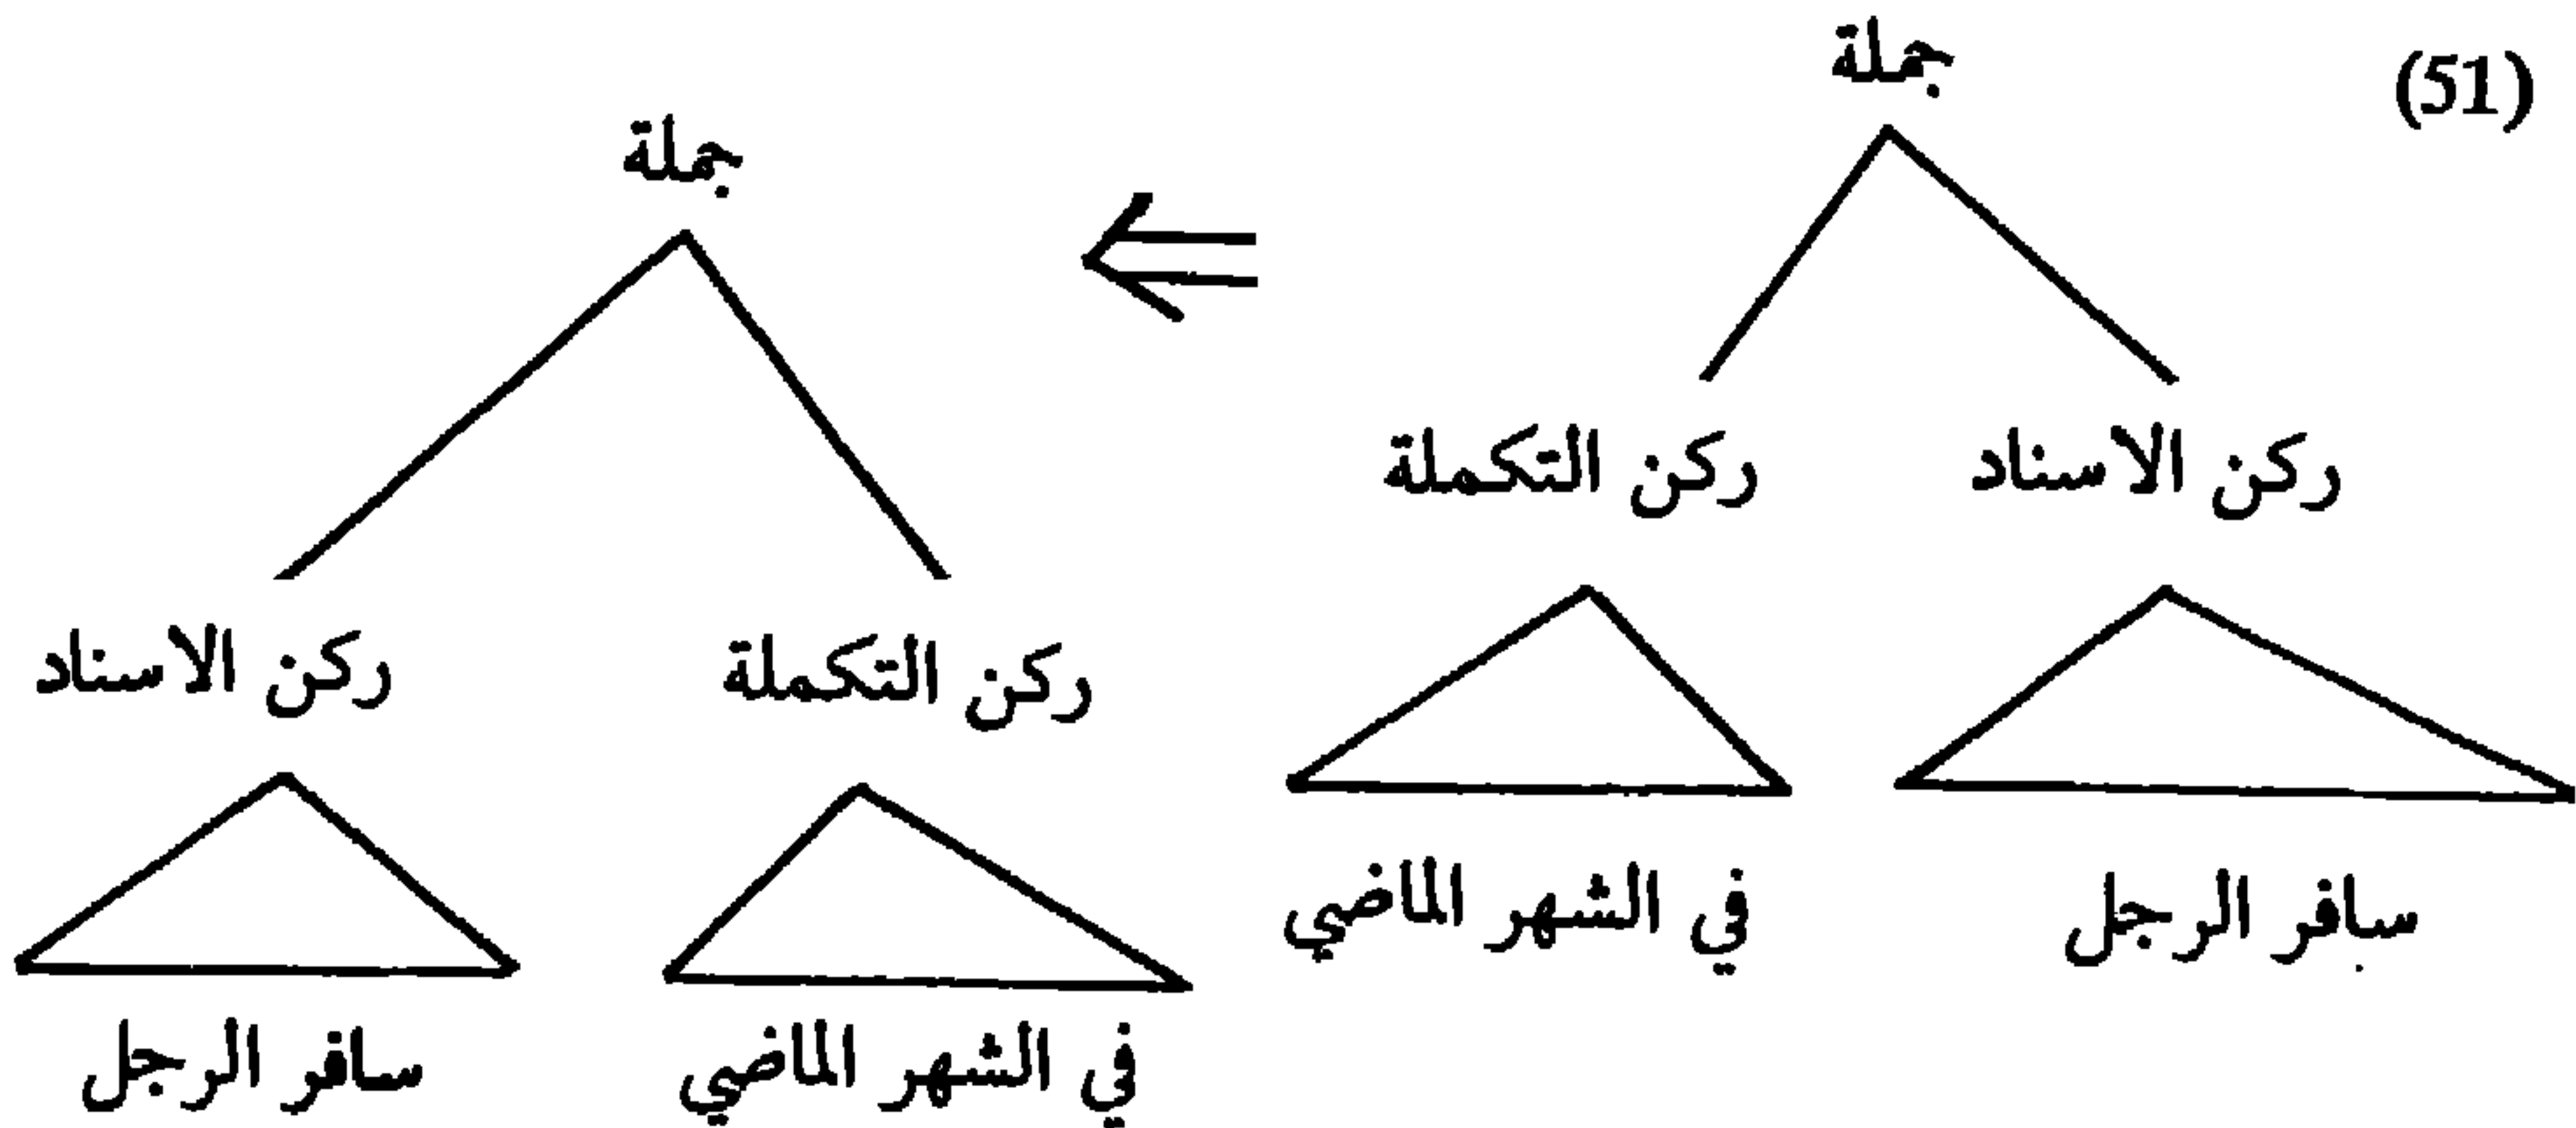 (51)
جملة
جملة
ركن الاسناد
ركن التكملة
ركن التكملة
ركن الاسناد
سافر الرجل
في الشهر الماضي
في الشهر الماضي
سافر الرجل